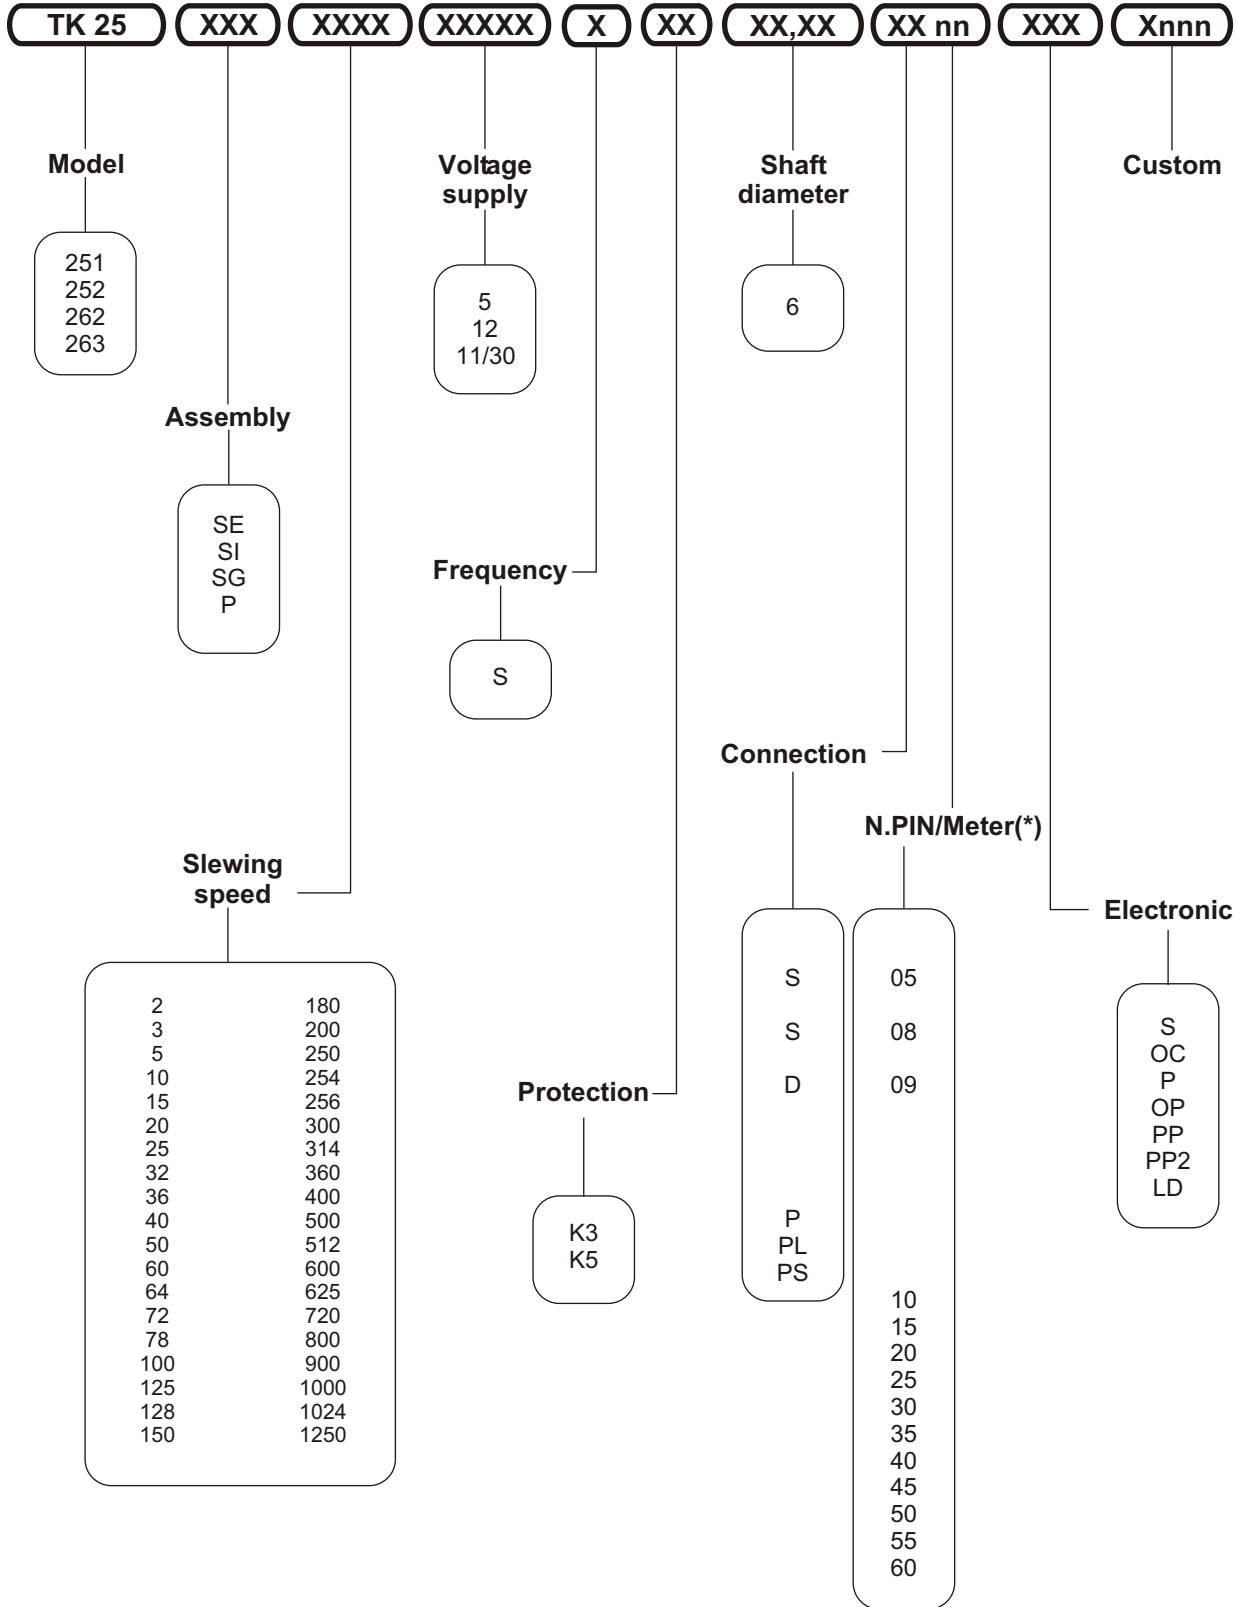 TK 25 XXX XXXX XXXXX X XX XX,XX XX nn XXX Xnnn
Model
251
252
262
263
Voltage
supply
5
12
11/30
Shaft
diameter
6
Custom
Assembly
SE
SI
SG
P
Frequency
S
Slewing
speed
2 180
3 200
5 250
10 254
15 256
20 300
25 314
32 360
36 400
40 500
50 512
60 600
64 625
72 720
78 800
100 900
125 1000
128 1024
150 1250
Protection
K3
K5
Connection
N.PIN/Meter(*)
S 05
S 08
D 09
P
PL
PS
10
15
20
25
30
35
40
45
50
55
60
Electronic
S
OC
P
OP
PP
PP2
LD